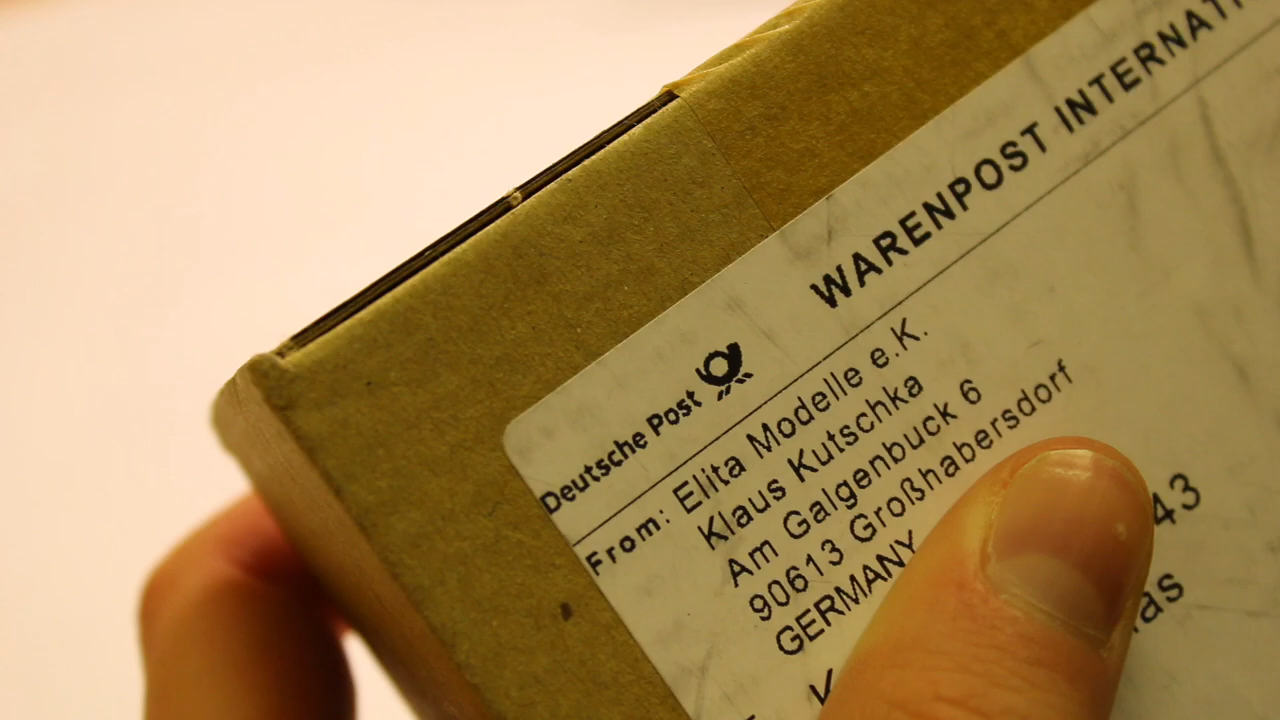 WARENPOST INTERNATI
Deutsche Post
From: Elita Modelle e.K.
Klaus Kutschka
Am Galgenbuck 6
90613 Großhabersdorf
GERMANY
43
as